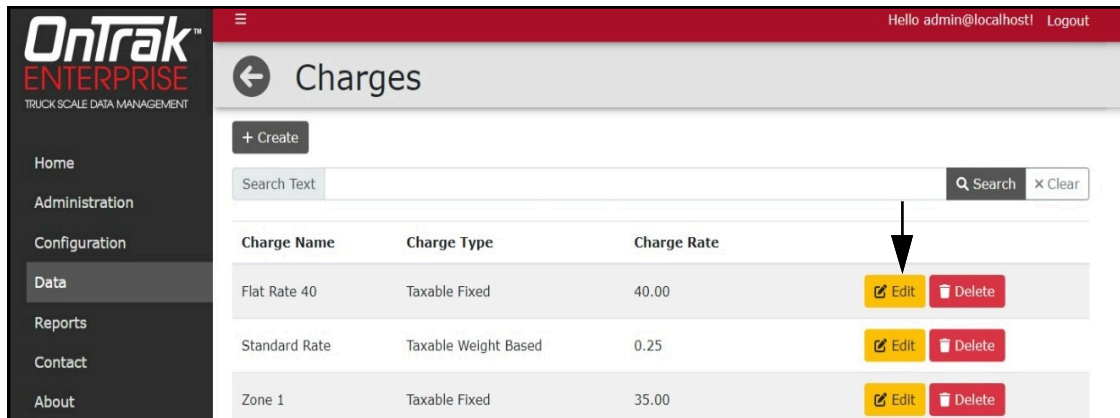 OnTrak™
ENTERPRISE
TRUCK SCALE DATA MANAGEMENT
Home
Administration
Configuration
Data
Reports
Contact
About
Hello admin@localhost! Logout
Charges
+ Create
Search Text Search × Clear
Charge Name Charge Type Charge Rate
Flat Rate 40 Taxable Fixed 40.00 Edit Delete
Standard Rate Taxable Weight Based 0.25 Edit Delete
Zone 1 Taxable Fixed 35.00 Edit Delete